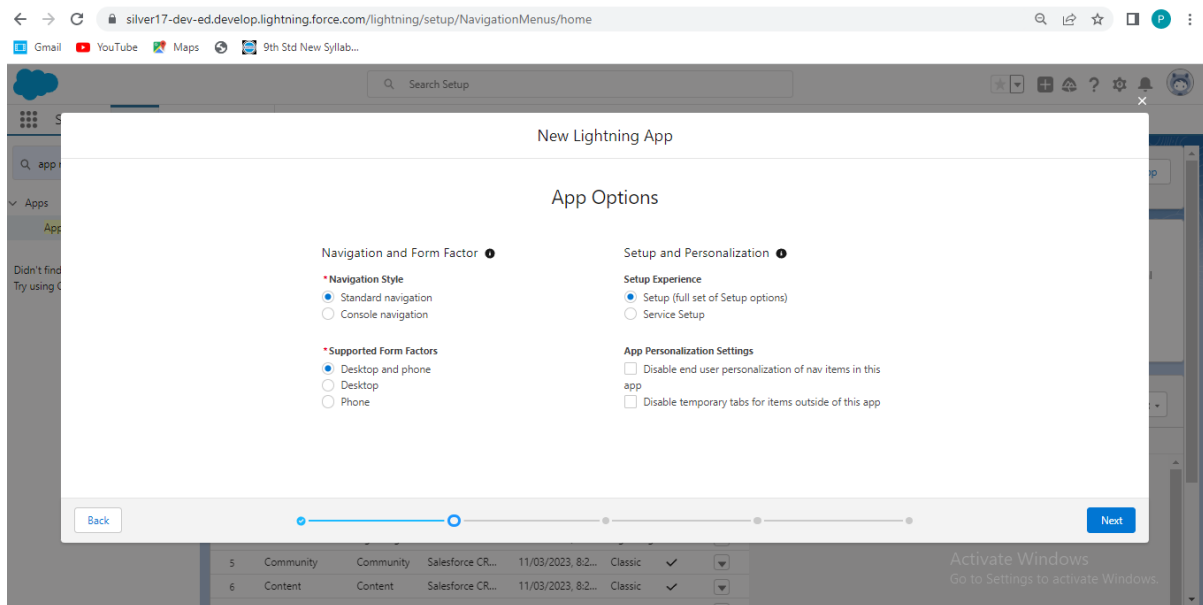 silver17-dev-ed.develop.lightning.force.com/lightning/setup/NavigationMenus/home
P
Gmail YouTube Maps 9th Std New Syllab...
Search Setup
New Lightning App
app
App Options
Apps
App
Navigation and Form Factor
Setup and Personalization
Didn't find
Try using
*Navigation Style
Setup Experience
Standard navigation
Setup (full set of Setup options)
Console navigation
Service Setup
*Supported Form Factors
App Personalization Settings
Desktop and phone
Disable end user personalization of nav items in this
app
Desktop
Phone
Disable temporary tabs for items outside of this app
Back
Next
5 Community Community Salesforce CR... 11/03/2023, 8:2... Classic
6 Content Content Salesforce CR... 11/03/2023, 8:2... Classic
Activate Windows
Go to Settings to activate Windows.